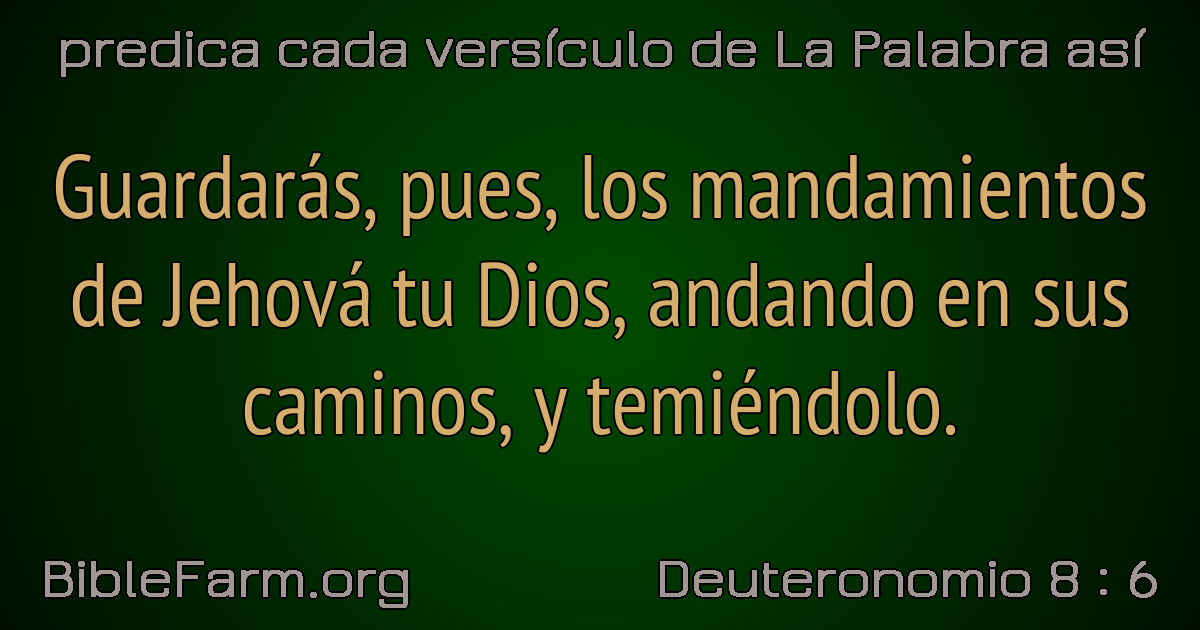 predica cada versículo de La Palabra así
Guardarás, pues, los mandamientos
de Jehová tu Dios, andando en sus
caminos, y temiéndolo.
BibleFarm.org
Deuteronomio 8 : 6